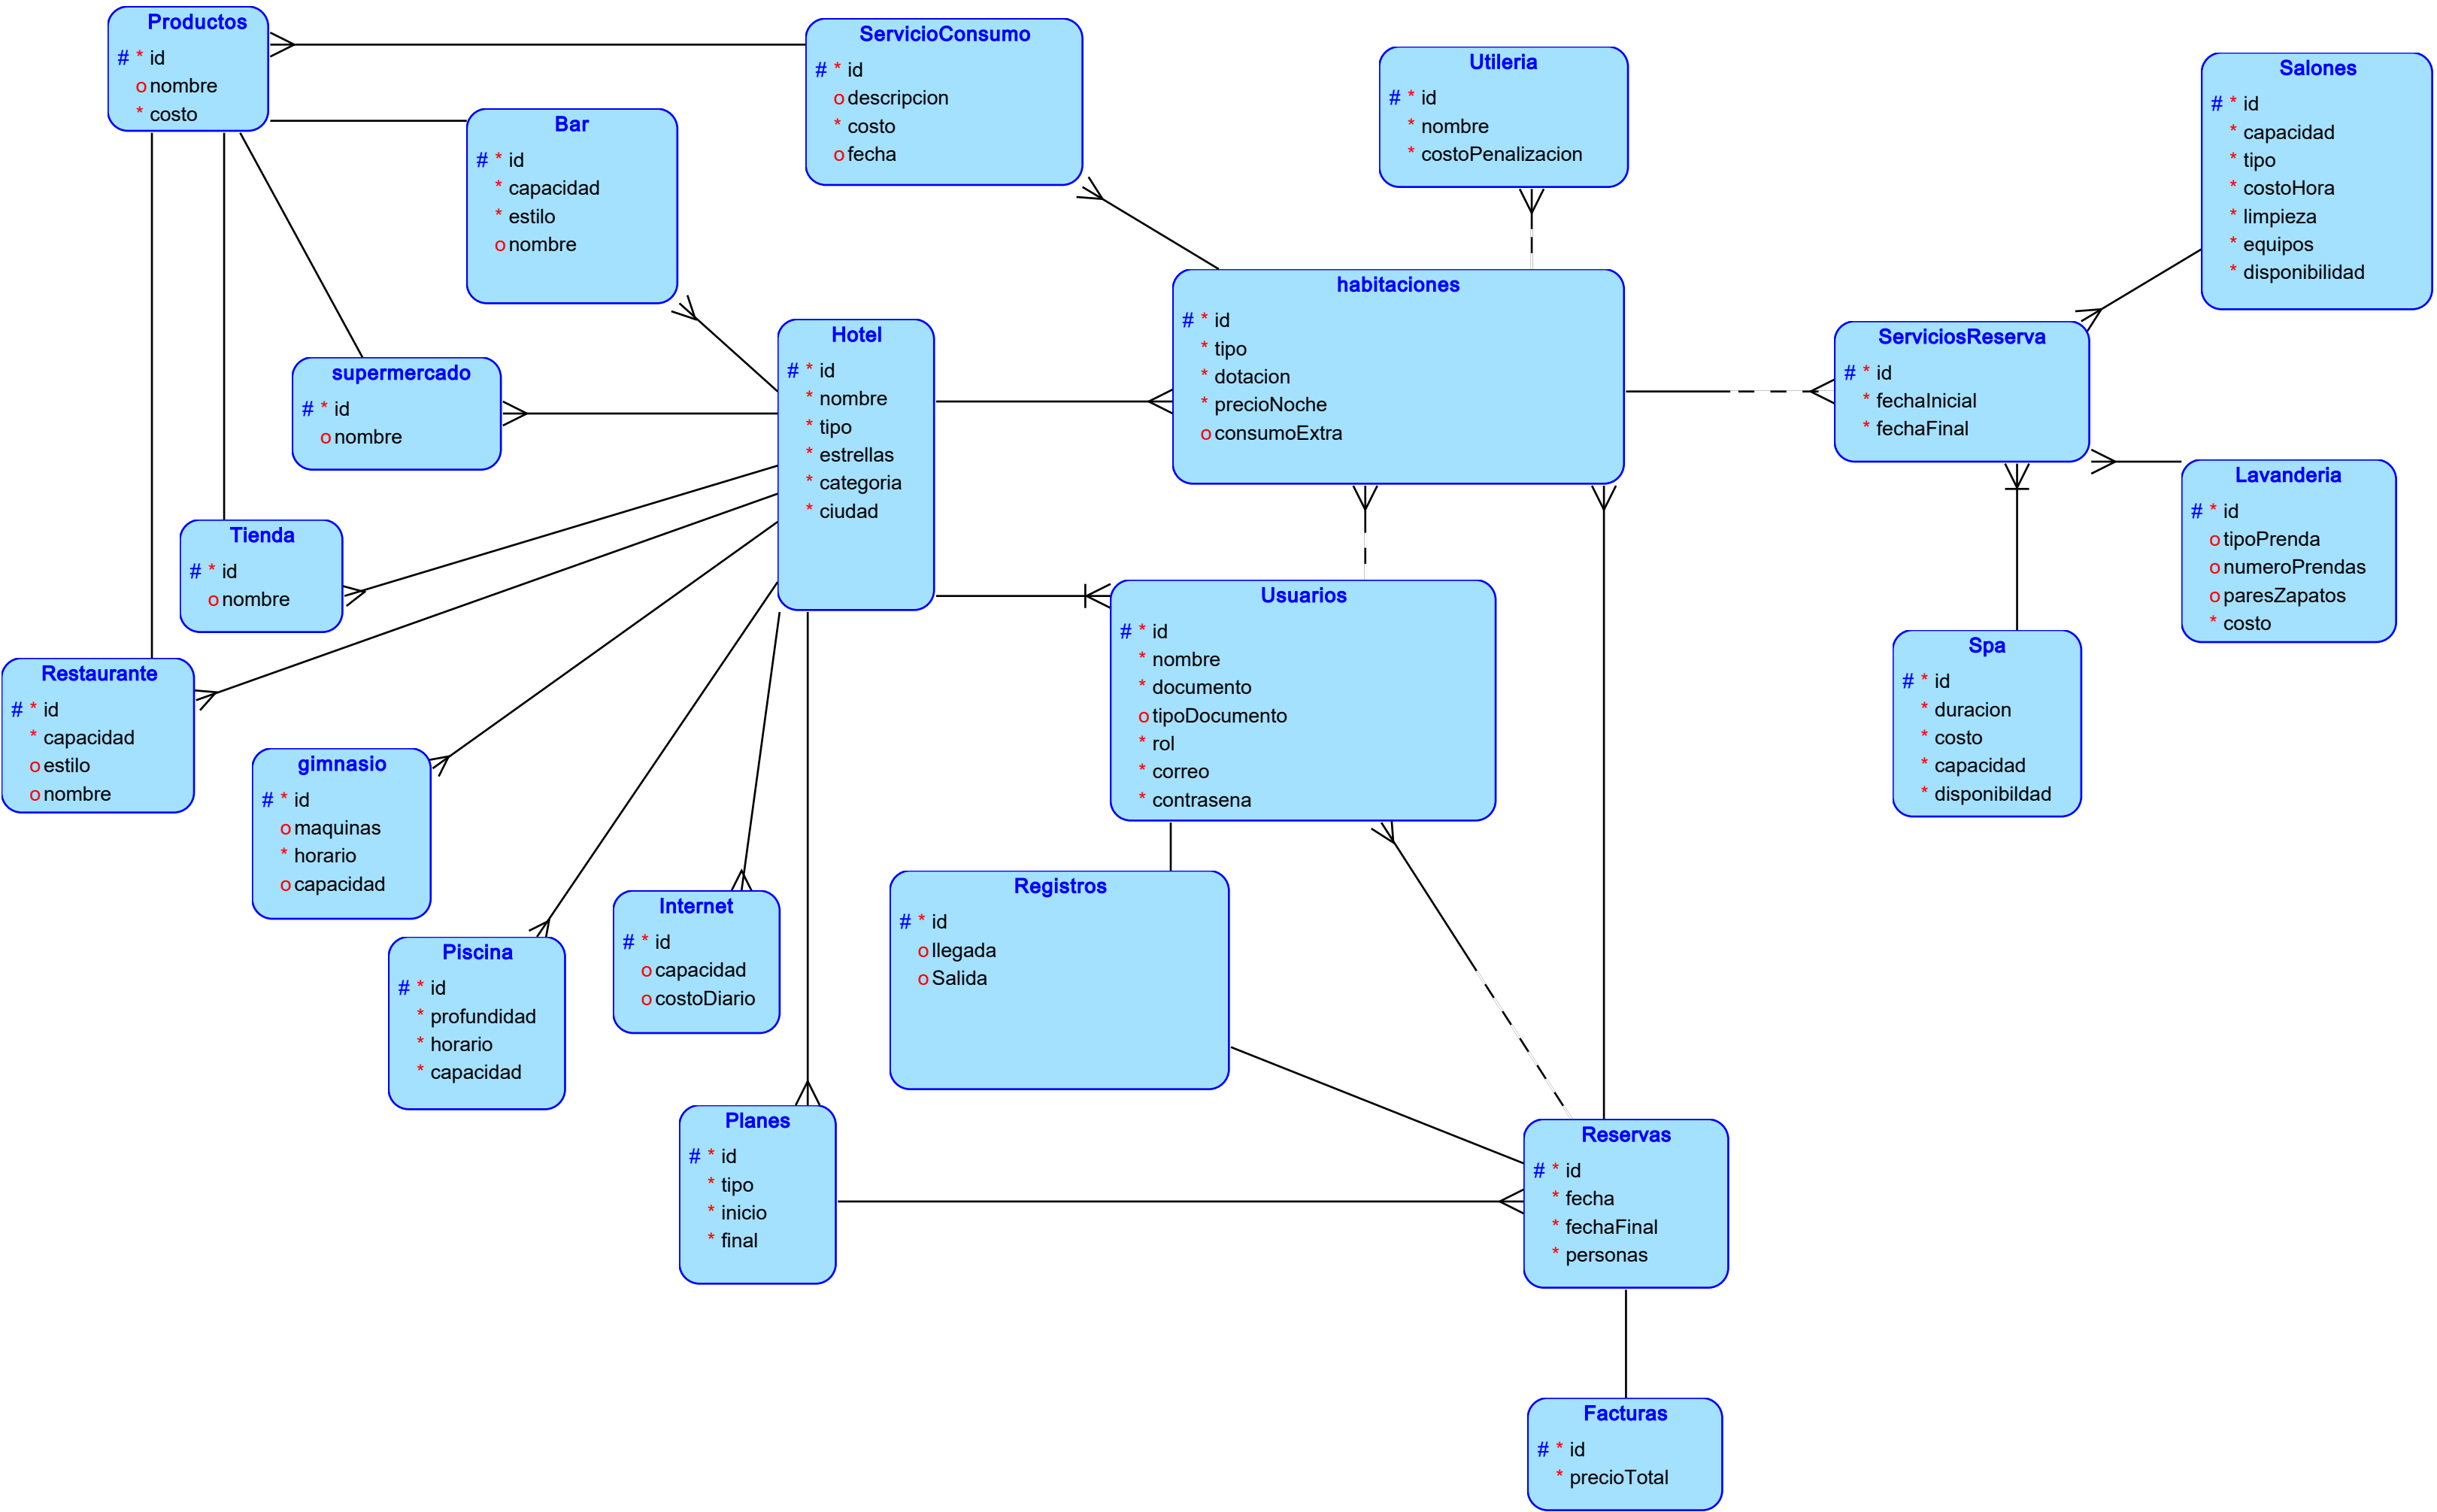 Productos
# * id
o nombre
* costo
ServicioConsumo
# * id
o descripcion
* costo
o fecha
Utileria
# * id
* nombre
* costoPenalizacion
Salones
# * id
* capacidad
* tipo
* costoHora
* limpieza
* equipos
* disponibilidad
Bar
# * id
* capacidad
* estilo
o nombre
habitaciones
# * id
* tipo
* dotacion
* precioNoche
o consumoExtra
Hotel
# * id
* nombre
* tipo
* estrellas
* categoria
* ciudad
ServiciosReserva
# * id
* fechaInicial
* fechaFinal
supermercado
# * id
o nombre
Lavanderia
# * id
o tipoPrenda
o numeroPrendas
o paresZapatos
* costo
Tienda
# * id
o nombre
Usuarios
# * id
* nombre
* documento
o tipoDocumento
* rol
* correo
* contrasena
Spa
# * id
* duracion
* costo
* capacidad
* disponibildad
Restaurante
# * id
* capacidad
o estilo
o nombre
gimnasio
# * id
o maquinas
* horario
o capacidad
Registros
# * id
o llegada
o Salida
Internet
# * id
o capacidad
o costoDiario
Piscina
# * id
* profundidad
* horario
* capacidad
Planes
# * id
* tipo
* inicio
* final
Reservas
# * id
* fecha
* fechaFinal
* personas
Facturas
# * id
* precioTotal